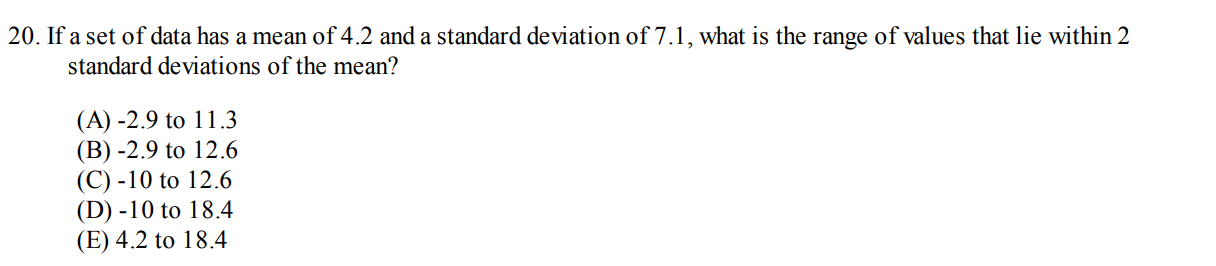 20. If a set of data has a mean of 4.2 and a standard deviation of 7.1, what is the range of values that lie within 2
standard deviations of the mean?
(A) -2.9 to 11.3
(B) -2.9 to 12.6
(C) -10 to 12.6
(D) -10 to 18.4
(E) 4.2 to 18.4